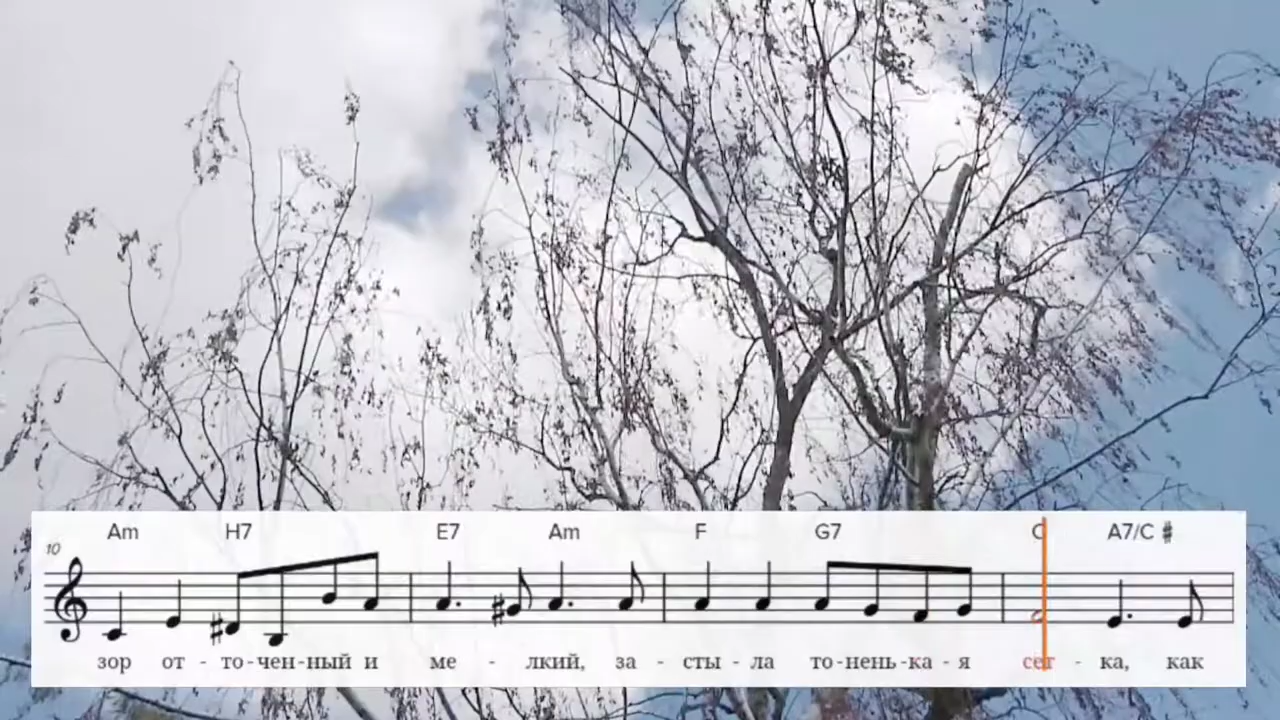 Am H7 E7 Am F G7 C A7/C #
10
зор от - то-чен-ный и ме - лкий, за - сты - ла то-нень-ка-я сет - ка, как